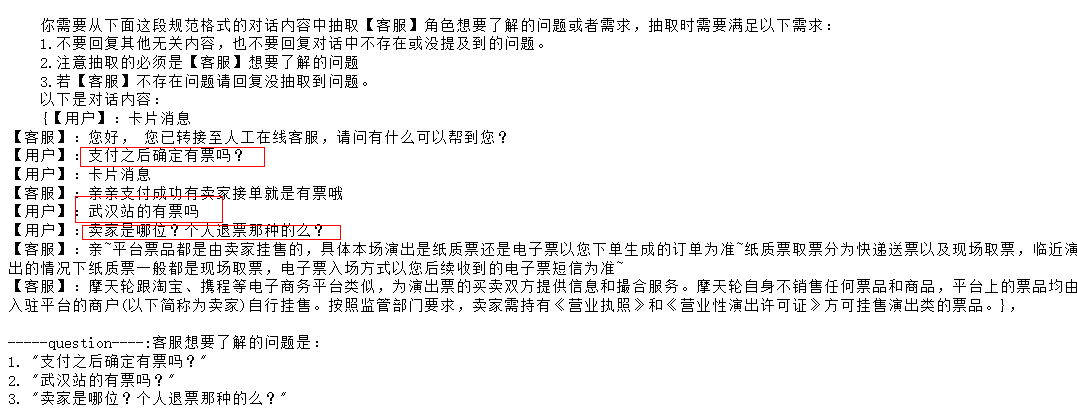 你需要从下面这段规范格式的对话内容中抽取【客服】角色想要了解的问题或者需求，抽取时需要满足以下需求：
1.不要回复其他无关内容，也不要回复对话中不存在或没提及到的问题。
2.注意抽取的必须是【客服】想要了解的问题
3.若【客服】不存在问题请回复没抽取到问题。
以下是对话内容：
{【用户】：卡片消息
【客服】：您好， 您已转接至人工在线客服，请问有什么可以帮到您？
【用户】：支付之后确定有票吗？
【用户】：卡片消息
【客服】：亲亲支付成功有卖家接单就是有票哦
【用户】：武汉站的有票吗
【用户】：卖家是哪位？个人退票那种的么？
【客服】：亲~平台票品都是由卖家挂售的，具体本场演出是纸质票还是电子票以您下单生成的订单为准~纸质票取票分为快递送票以及现场取票，临近演
出的情况下纸质票一般都是现场取票，电子票入场方式以您后续收到的电子票短信为准~
【客服】：摩天轮跟淘宝、携程等电子商务平台类似，为演出票的买卖双方提供信息和撮合服务。摩天轮自身不销售任何票品和商品，平台上的票品均由
入驻平台的商户(以下简称为卖家)自行挂售。按照监管部门要求，卖家需持有《营业执照》和《营业性演出许可证》方可挂售演出类的票品。}，
-----question----:客服想要了解的问题是：
1. "支付之后确定有票吗？"
2. "武汉站的有票吗？"
3. "卖家是哪位？个人退票那种的么？"